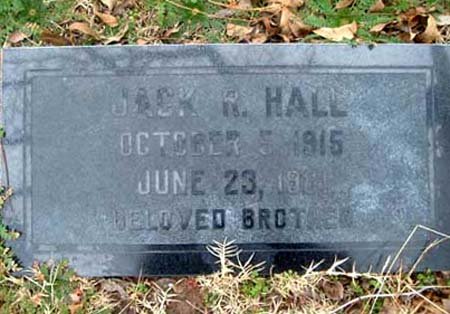 JACK R. HALL
OCTOBER 5, 1915
JUNE 23,
BELOVED BROTHER